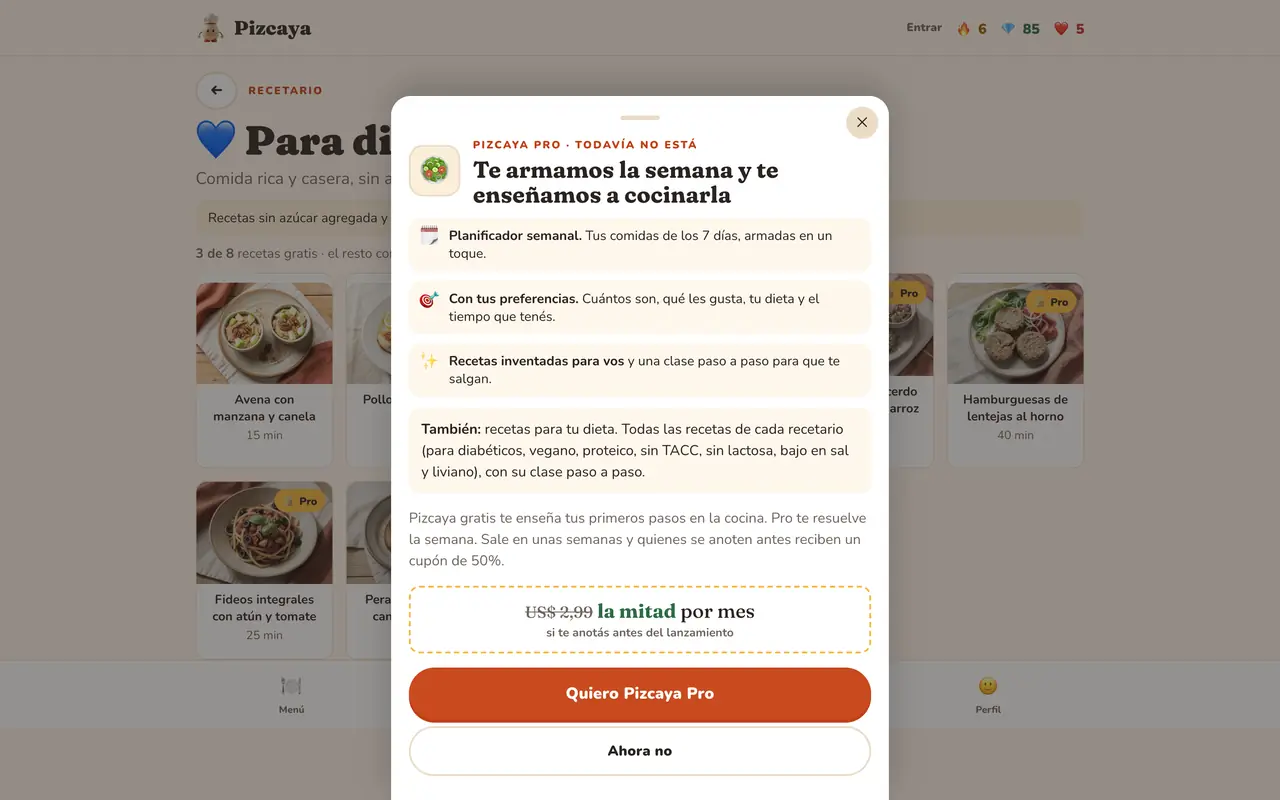 Pizcaya
Entrar
6
85
5
RECETARIO
Para di
Comida rica y casera, sin a
Recetas sin azúcar agregada y
3 de 8 recetas gratis · el resto co
PIZCAYA PRO · TODAVÍA NO ESTÁ
Te armamos la semana y te
enseñamos a cocinarla
Planificador semanal. Tus comidas de los 7 días, armadas en un
toque.
Con tus preferencias. Cuántos son, qué les gusta, tu dieta y el
tiempo que tenés.
Recetas inventadas para vos y una clase paso a paso para que te
salgan.
También: recetas para tu dieta. Todas las recetas de cada recetario
(para diabéticos, vegano, proteico, sin TACC, sin lactosa, bajo en sal
y liviano), con su clase paso a paso.
Pizcaya gratis te enseña tus primeros pasos en la cocina. Pro te resuelve
la semana. Sale en unas semanas y quienes se anoten antes reciben un
cupón de 50%.
US$ 2,99 la mitad por mes
si te anotás antes del lanzamiento
Quiero Pizcaya Pro
Ahora no
Avena con
manzana y canela
15 min
Pollo
Pro
cerdo
arroz
Pro
Hamburguesas de
lentejas al horno
40 min
Pro
Fideos integrales
con atún y tomate
25 min
Pera
can
Menú
Perfil